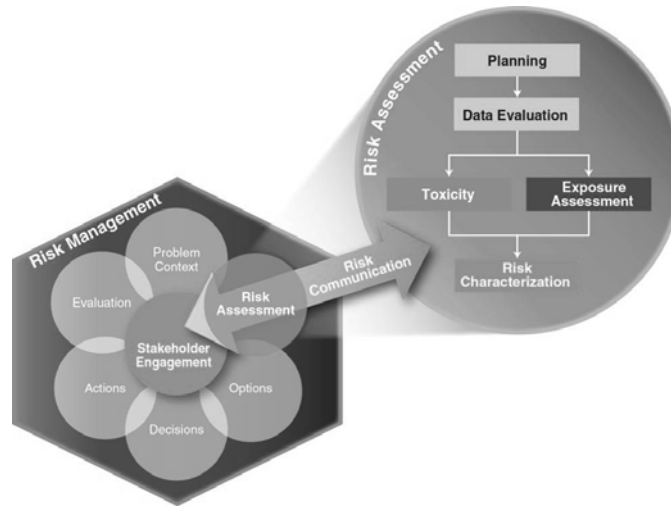 Risk Assessment
Planning
Data Evaluation
Toxicity
Exposure
Assessment
Risk
Characterization
Risk Management
Problem
Context
Evaluation
Risk
Assessment
Risk
Communication
Stakeholder
Engagement
Actions
Options
Decisions